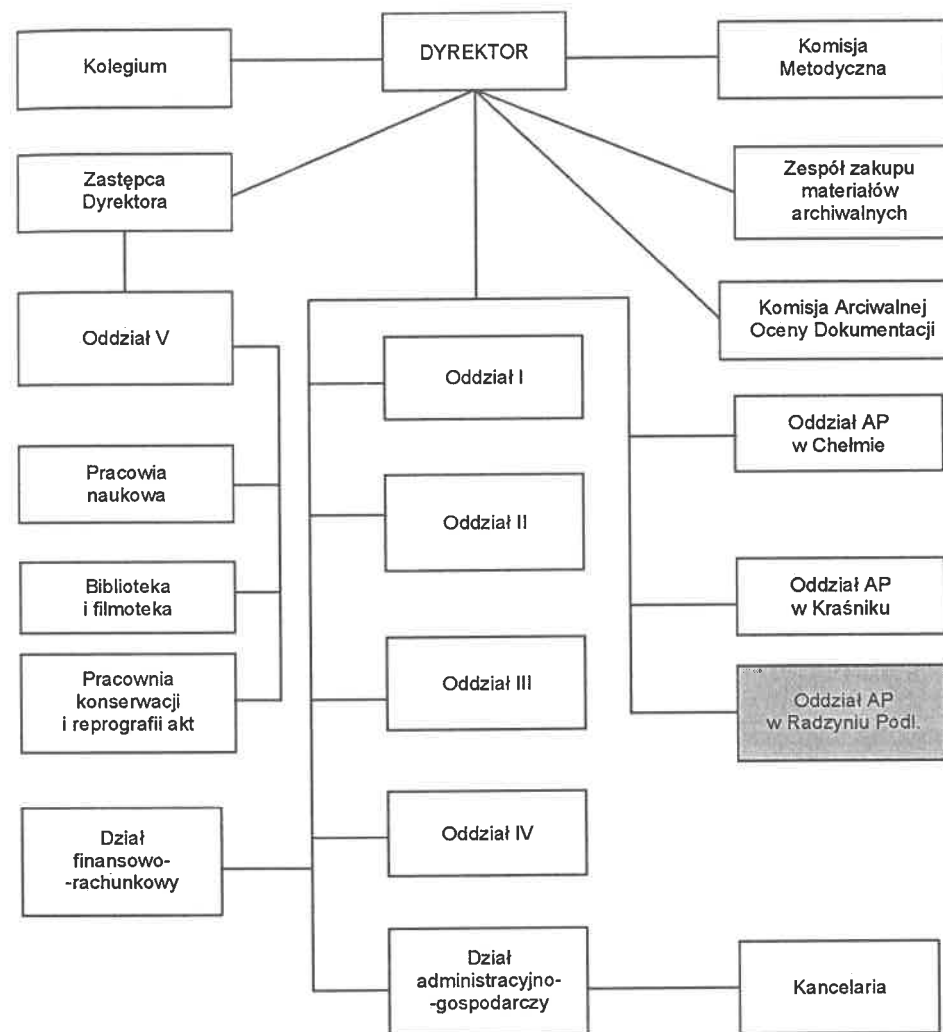 Kolegium
DYREKTOR
Komisja
Metodyczna
Zastępca
Dyrektora
Zespół zakupu
materiałów
archiwalnych
Oddział V
Komisja Arciwalnej
Oceny Dokumentacji
Oddział I
Oddział AP
w Chełmie
Pracowia
naukowa
Oddział II
Biblioteka
i filmoteka
Oddział AP
w Kraśniku
Pracownia
konserwacji
i reprografii akt
Oddział III
Oddział AP
w Radzyniu Podl.
Dział
finansowo-
-rachunkowy
Oddział IV
Dział
administracyjno-
-gospodarczy
Kancelaria